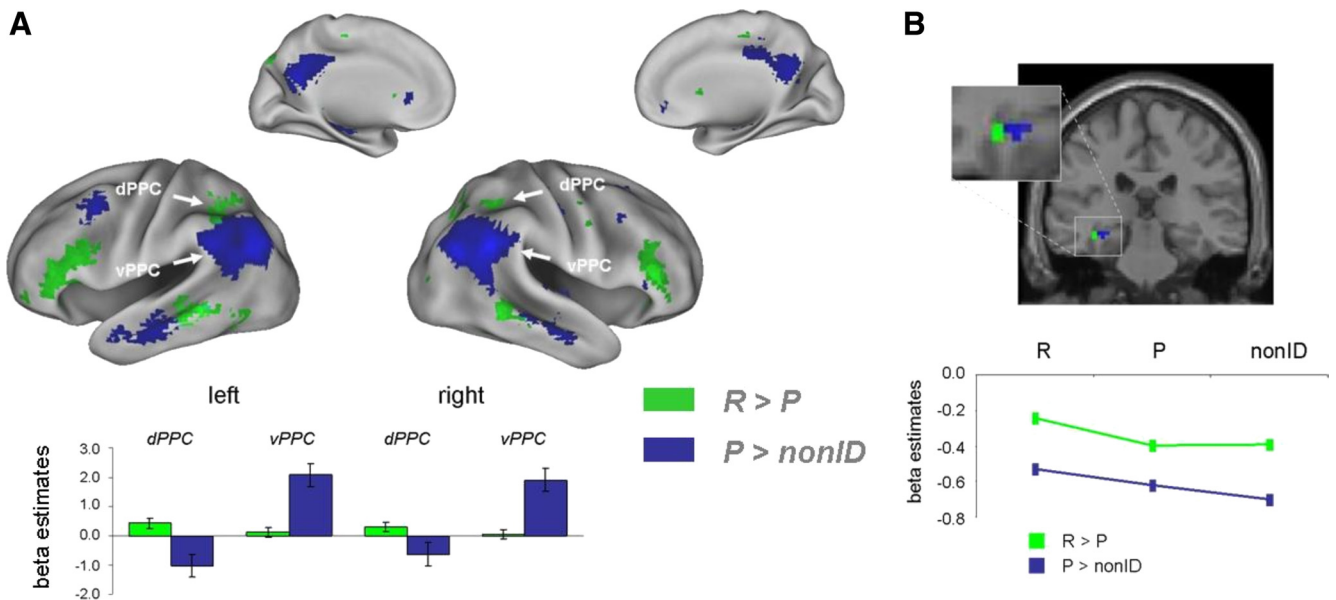 A
B
dPPC
dPPC
vPPC
vPPC
left
right
R > P
P > nonID
dPPC
vPPC
dPPC
vPPC
beta estimates
3.0
2.0
1.0
0.0
-1.0
-2.0
R
P
nonID
beta estimates
0.0
-0.2
-0.4
-0.6
-0.8
R > P
P > nonID